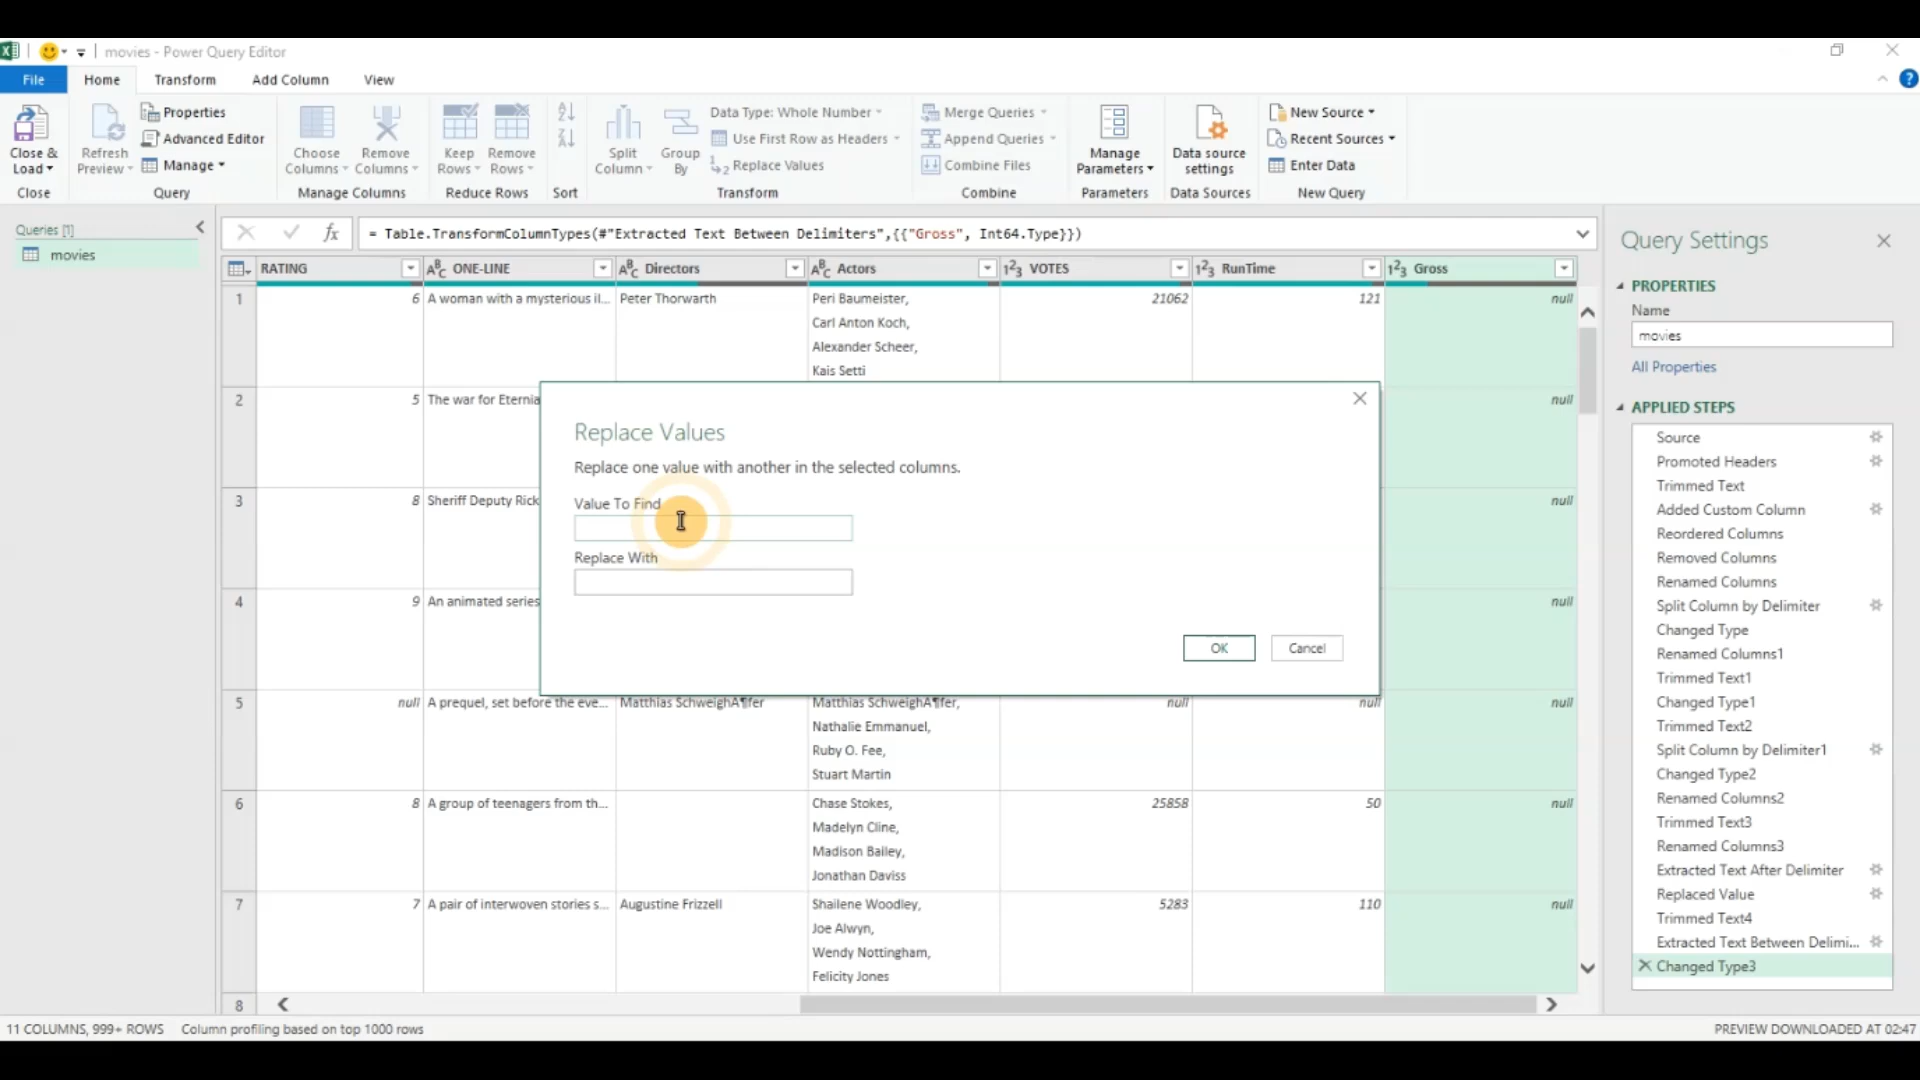 movies - Power Query Editor
File Home Transform Add Column View
Close & Load
Close
Refresh Preview
Properties
Advanced Editor
Manage
Query
Choose Columns
Remove Columns
Manage Columns
Keep Rows
Remove Rows
Reduce Rows
Sort
Split Column
Group By
Data Type: Whole Number
Use First Row as Headers
Replace Values
Transform
Merge Queries
Append Queries
Combine Files
Combine
Manage Parameters
Parameters
Data source settings
Data Sources
New Source
Recent Sources
Enter Data
New Query
Queries [1]
movies
fx
= Table.TransformColumnTypes(#"Extracted Text Between Delimiters",{{"Gross", Int64.Type}})
RATING ABC ONE-LINE ABC Directors ABC Actors 123 VOTES 123 RunTime 123 Gross
1 6 A woman with a mysterious il... Peter Thorwarth Peri Baumeister, 21062 121 null
Carl Anton Koch,
Alexander Scheer,
Kais Setti
2 5 The war for Eternia null
3 8 Sheriff Deputy Rick null
4 9 An animated series null
Replace Values
Replace one value with another in the selected columns.
Value To Find
Replace With
OK Cancel
5 null A prequel, set before the eve... Matthias SchweighÃ¶fer Matthias SchweighÃ¶fer, null null null
Nathalie Emmanuel,
Ruby O. Fee,
Stuart Martin
6 8 A group of teenagers from th... Chase Stokes, 25858 50 null
Madelyn Cline,
Madison Bailey,
Jonathan Daviss
7 7 A pair of interwoven stories s... Augustine Frizzell Shailene Woodley, 5283 110 null
Joe Alwyn,
Wendy Nottingham,
Felicity Jones
8
Query Settings
PROPERTIES
Name
movies
All Properties
APPLIED STEPS
Source
Promoted Headers
Trimmed Text
Added Custom Column
Reordered Columns
Removed Columns
Renamed Columns
Split Column by Delimiter
Changed Type
Renamed Columns1
Trimmed Text1
Changed Type1
Trimmed Text2
Split Column by Delimiter1
Changed Type2
Renamed Columns2
Trimmed Text3
Renamed Columns3
Extracted Text After Delimiter
Replaced Value
Trimmed Text4
Extracted Text Between Delimi...
Changed Type3
11 COLUMNS, 999+ ROWS Column profiling based on top 1000 rows
PREVIEW DOWNLOADED AT 02:47